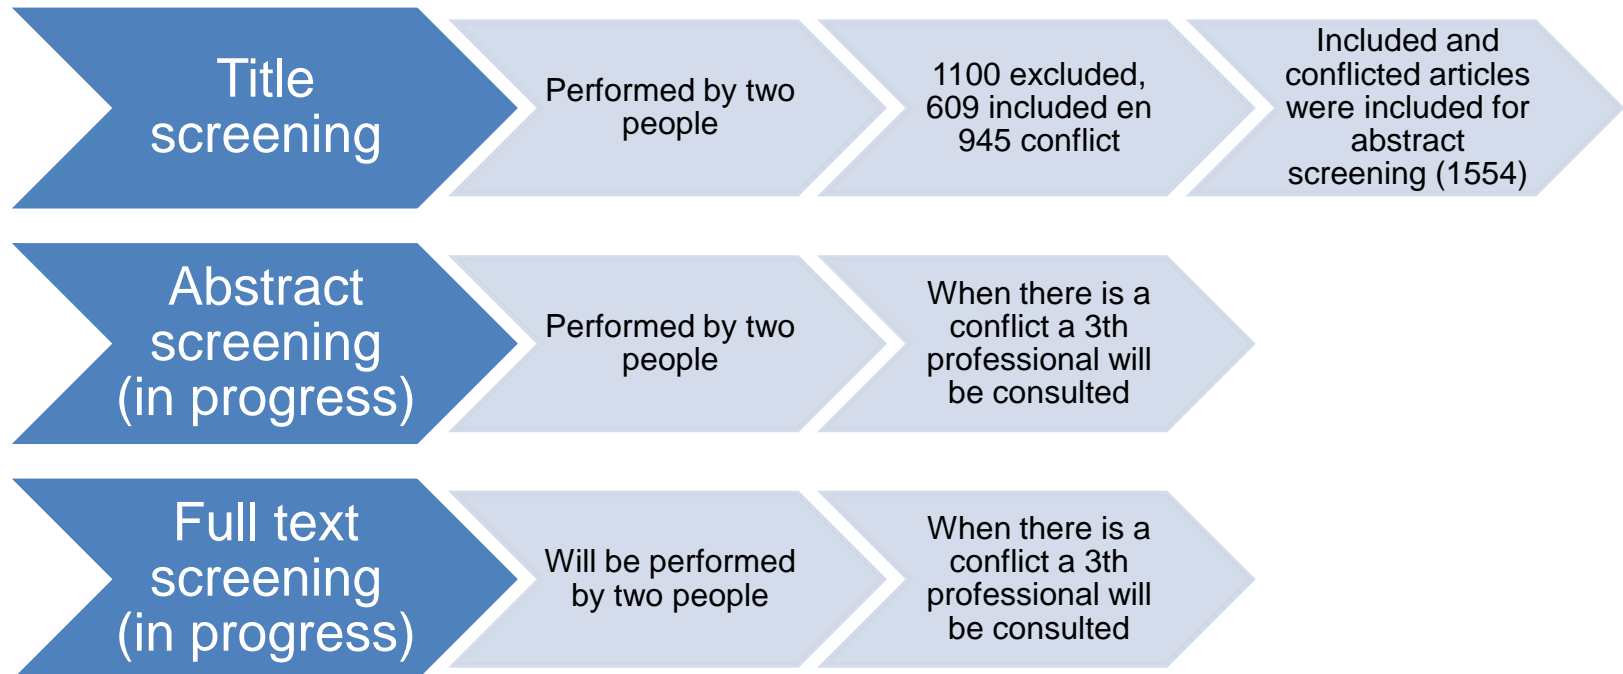 Title
screening
Performed by two
people
1100 excluded,
609 included en
945 conflict
Included and
conflicted articles
were included for
abstract
screening (1554)
Abstract
screening
(in progress)
Performed by two
people
When there is a
conflict a 3th
professional will
be consulted
Full text
screening
(in progress)
Will be performed
by two people
When there is a
conflict a 3th
professional will
be consulted